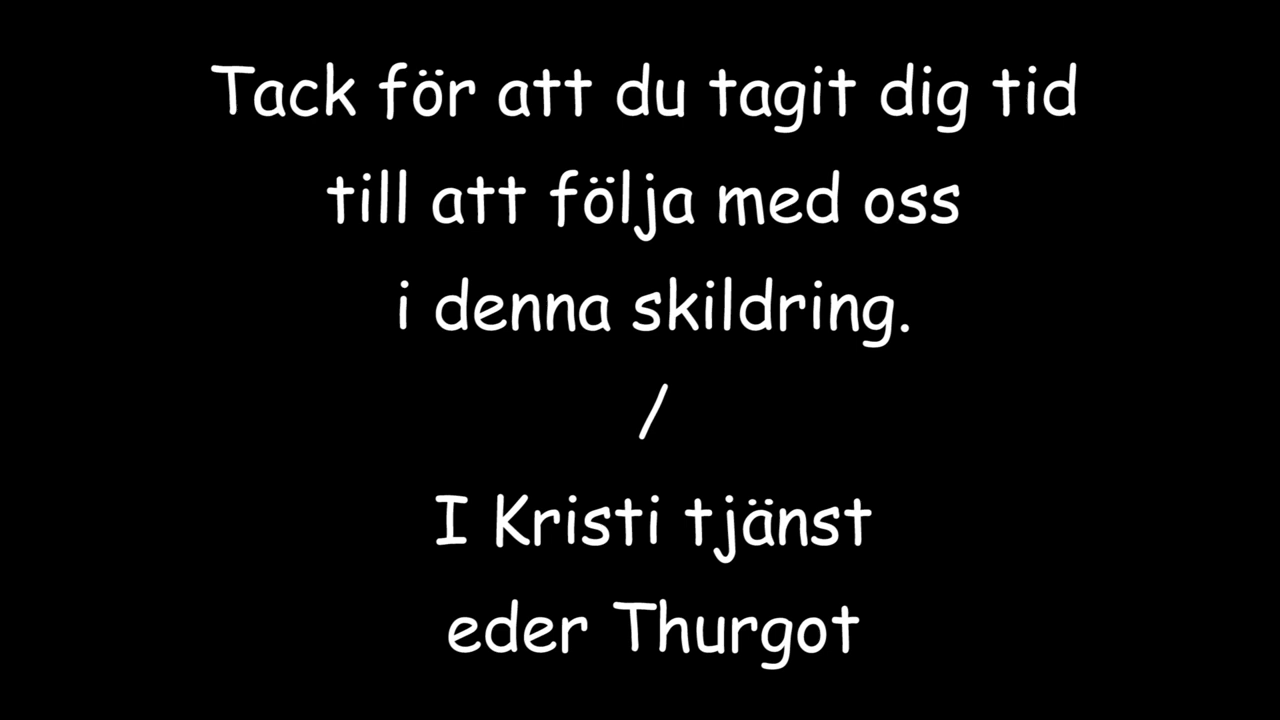 Tack för att du tagit dig tid
till att följa med oss
i denna skildring.
/
I Kristi tjänst
eder Thurgot